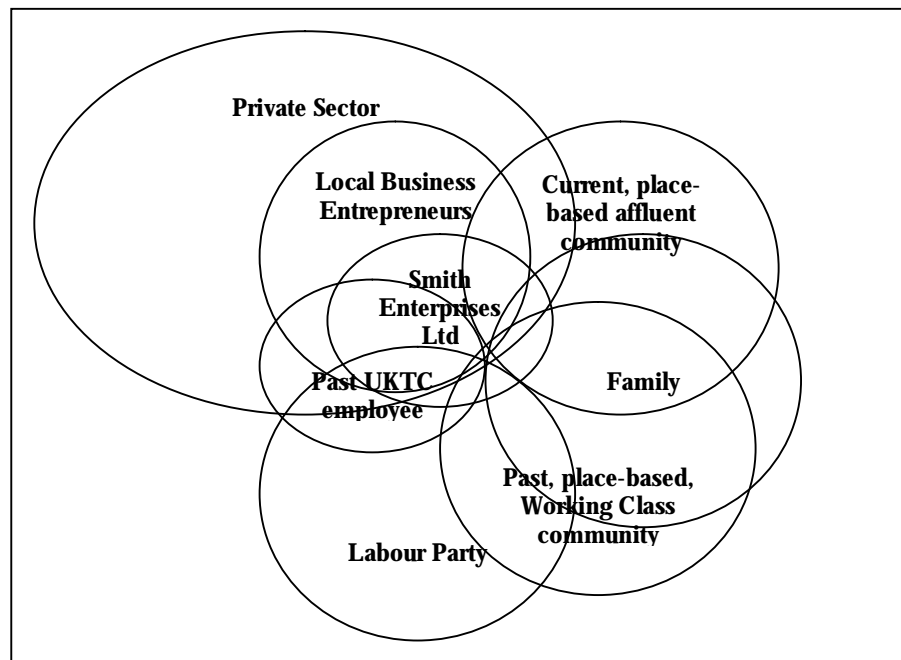 Private Sector
Local Business
Entrepreneurs
Current, place-
based affluent
community
Smith
Enterprises
Ltd
Past UKTC
employee
Family
Past, place-based,
Working Class
community
Labour Party